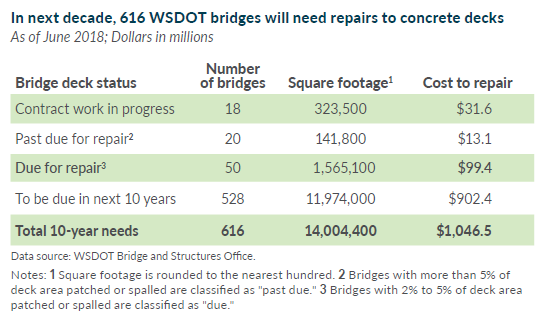 In next decade, 616 WSDOT bridges will need repairs to concrete decks
As of June 2018; Dollars in millions
Bridge deck status Number of bridges Square footage¹ Cost to repair
Contract work in progress 18 323,500 $31.6
Past due for repair² 20 141,800 $13.1
Due for repair³ 50 1,565,100 $99.4
To be due in next 10 years 528 11,974,000 $902.4
Total 10-year needs 616 14,004,400 $1,046.5
Data source: WSDOT Bridge and Structures Office.
Notes: 1 Square footage is rounded to the nearest hundred. 2 Bridges with more than 5% of
deck area patched or spalled are classified as "past due." 3 Bridges with 2% to 5% of deck area
patched or spalled are classified as "due."